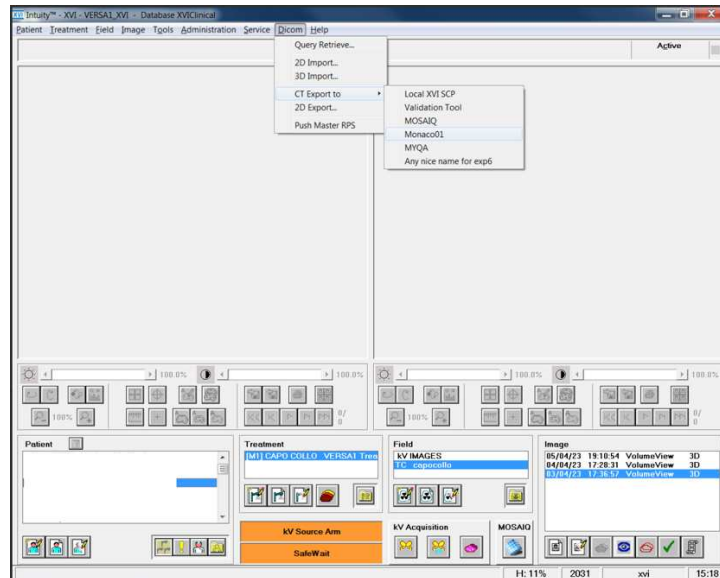 Intuity™ - XVI - VERSA1_XVI - Database XVIClinical
Patient Treatment Field Image Tools Administration Service Dicom Help
Active
Query Retrieve...
2D Import...
3D Import...
CT Export to
2D Export...
Push Master RPS
Local XVI SCP
Validation Tool
MOSAIQ
Monaco01
MYQA
Any nice name for exp6
100.0% 100.0% 100.0% 100.0%
100% 0/0 100% 0/0
Patient
Treatment
[M1] CAPO COLLO VERSA1 Trea
Field
kV IMAGES
TC capocollo
Image
05/04/23 19:10:54 VolumeView 3D
04/04/23 17:28:31 VolumeView 3D
03/04/23 17:36:57 VolumeView 3D
kV Source Arm
SafeWait
kV Acquisition
MOSAIQ
H: 11% 2031 xvi 15:18